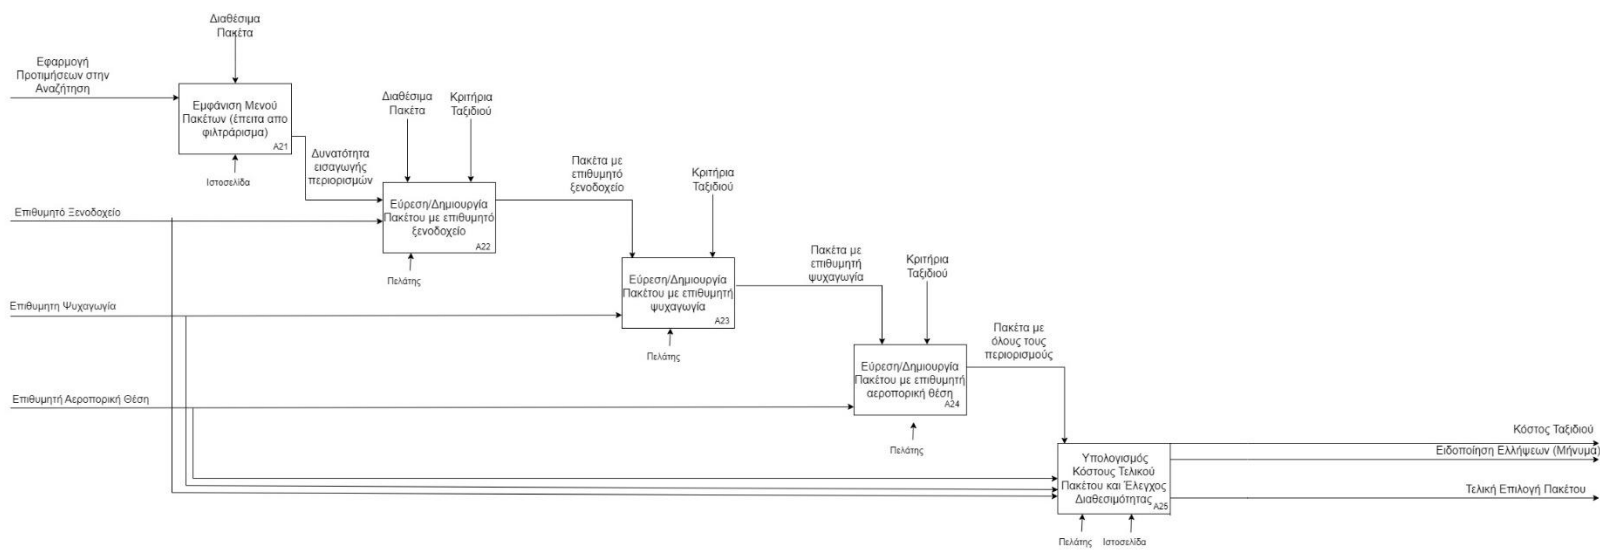 Διαθέσιμα
Πακέτα
Εφαρμογή
Προτιμήσεων στην
Αναζήτηση
Εμφάνιση Μενού
Πακέτων (έπειτα απο
φιλτράρισμα)
A21
Ιστοσελίδα
Δυνατότητα
εισαγωγής
περιορισμών
Διαθέσιμα
Πακέτα
Κριτήρια
Ταξιδιού
Επιθυμητό Ξενοδοχείο
Εύρεση/Δημιουργία
Πακέτου με επιθυμητό
ξενοδοχείο
A22
Πελάτης
Πακέτα με
επιθυμητό
ξενοδοχείο
Κριτήρια
Ταξιδιού
Επιθυμητη Ψυχαγωγία
Εύρεση/Δημιουργία
Πακέτου με επιθυμητή
ψυχαγωγία
A23
Πελάτης
Πακέτα με
επιθυμητή
ψυχαγωγία
Κριτήρια
Ταξιδιού
Επιθυμητή Αεροπορική Θέση
Εύρεση/Δημιουργία
Πακέτου με επιθυμητή
αεροπορική θέση
A24
Πελάτης
Πακέτα με
όλους τους
περιορισμούς
Υπολογισμός
Κόστους Τελικού
Πακέτου και Έλεγχος
Διαθεσιμότητας
A25
Πελάτης
Ιστοσελίδα
Κόστος Ταξιδιού
Ειδοποίηση Ελλήψεων (Μήνυμα)
Τελική Επιλογή Πακέτου